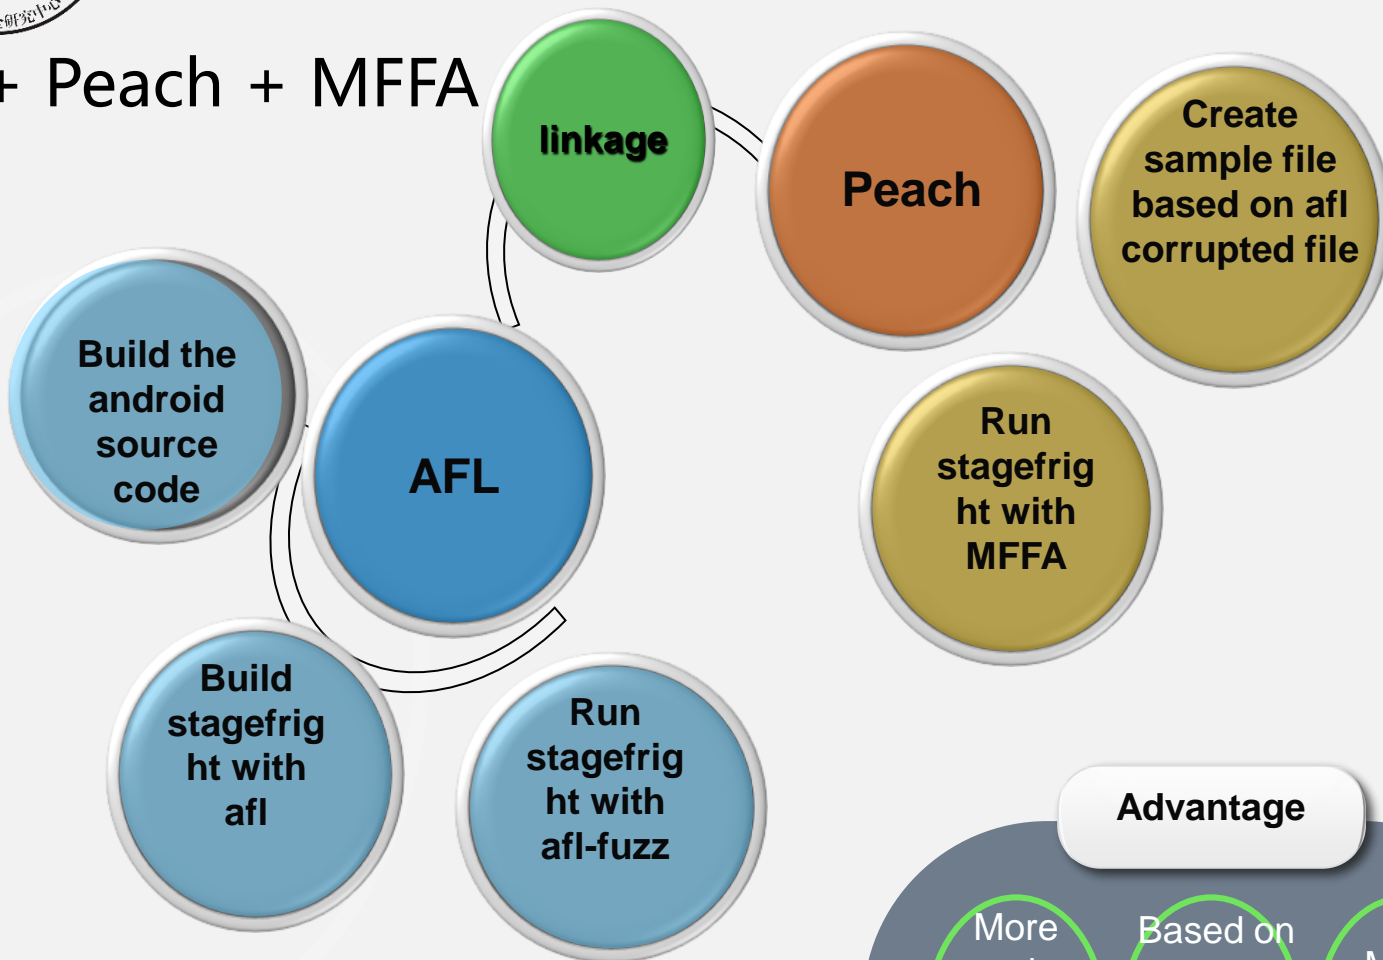 + Peach + MFFA
linkage
Peach
Create
sample file
based on afl
corrupted file
Build the
android
source
code
AFL
Run
stagefrig
ht with
MFFA
Build
stagefrig
ht with
afl
Run
stagefrig
ht with
afl-fuzz
Advantage
More
Based on